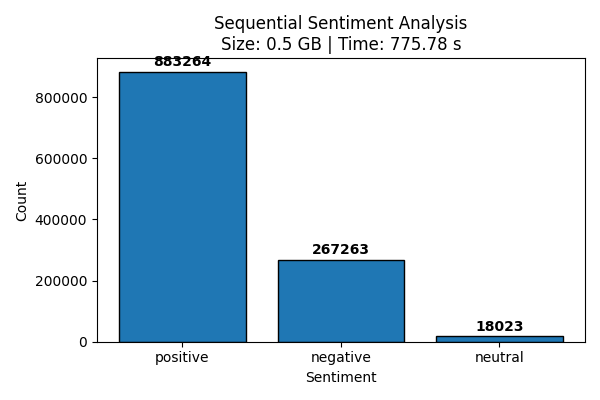 Sequential Sentiment Analysis
Size: 0.5 GB | Time: 775.78 s
883264
800000
600000
400000
267263
200000
18023
0
positive negative neutral
Count
Sentiment